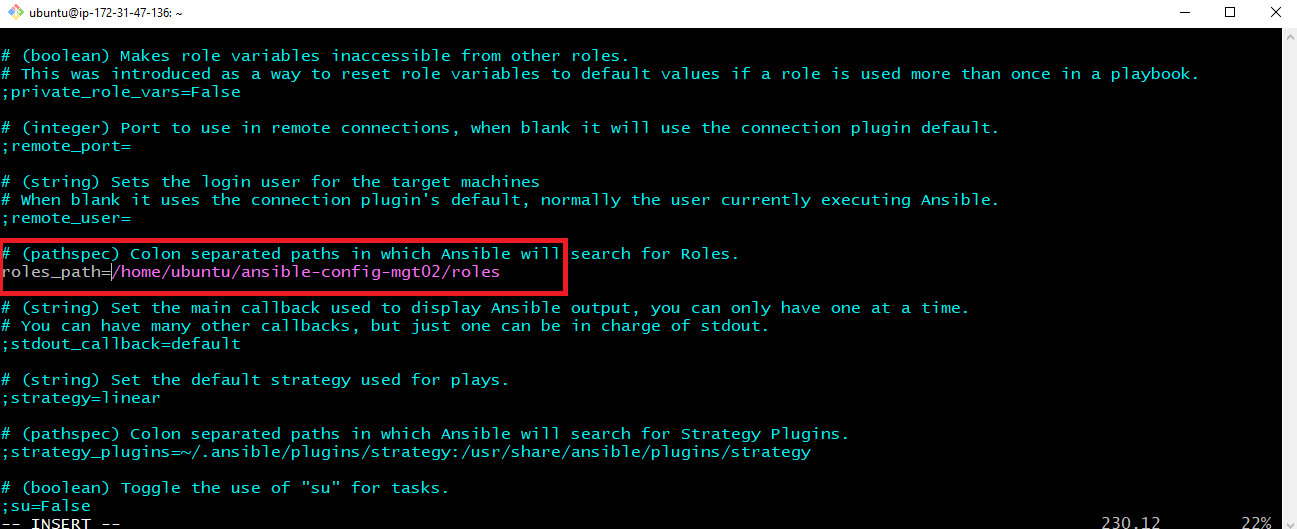 ubuntu@ip-172-31-47-136: ~
# (boolean) Makes role variables inaccessible from other roles.
# This was introduced as a way to reset role variables to default values if a role is used more than once in a playbook.
;private_role_vars=False
# (integer) Port to use in remote connections, when blank it will use the connection plugin default.
;remote_port=
# (string) Sets the login user for the target machines
# When blank it uses the connection plugin's default, normally the user currently executing Ansible.
;remote_user=
# (pathspec) Colon separated paths in which Ansible will search for Roles.
roles_path=/home/ubuntu/ansible-config-mgt02/roles
# (string) Set the main callback used to display Ansible output, you can only have one at a time.
# You can have many other callbacks, but just one can be in charge of stdout.
;stdout_callback=default
# (string) Set the default strategy used for plays.
;strategy=linear
# (pathspec) Colon separated paths in which Ansible will search for Strategy Plugins.
;strategy_plugins=~/.ansible/plugins/strategy:/usr/share/ansible/plugins/strategy
# (boolean) Toggle the use of "su" for tasks.
;su=False
-- INSERT -- 230,12 22%